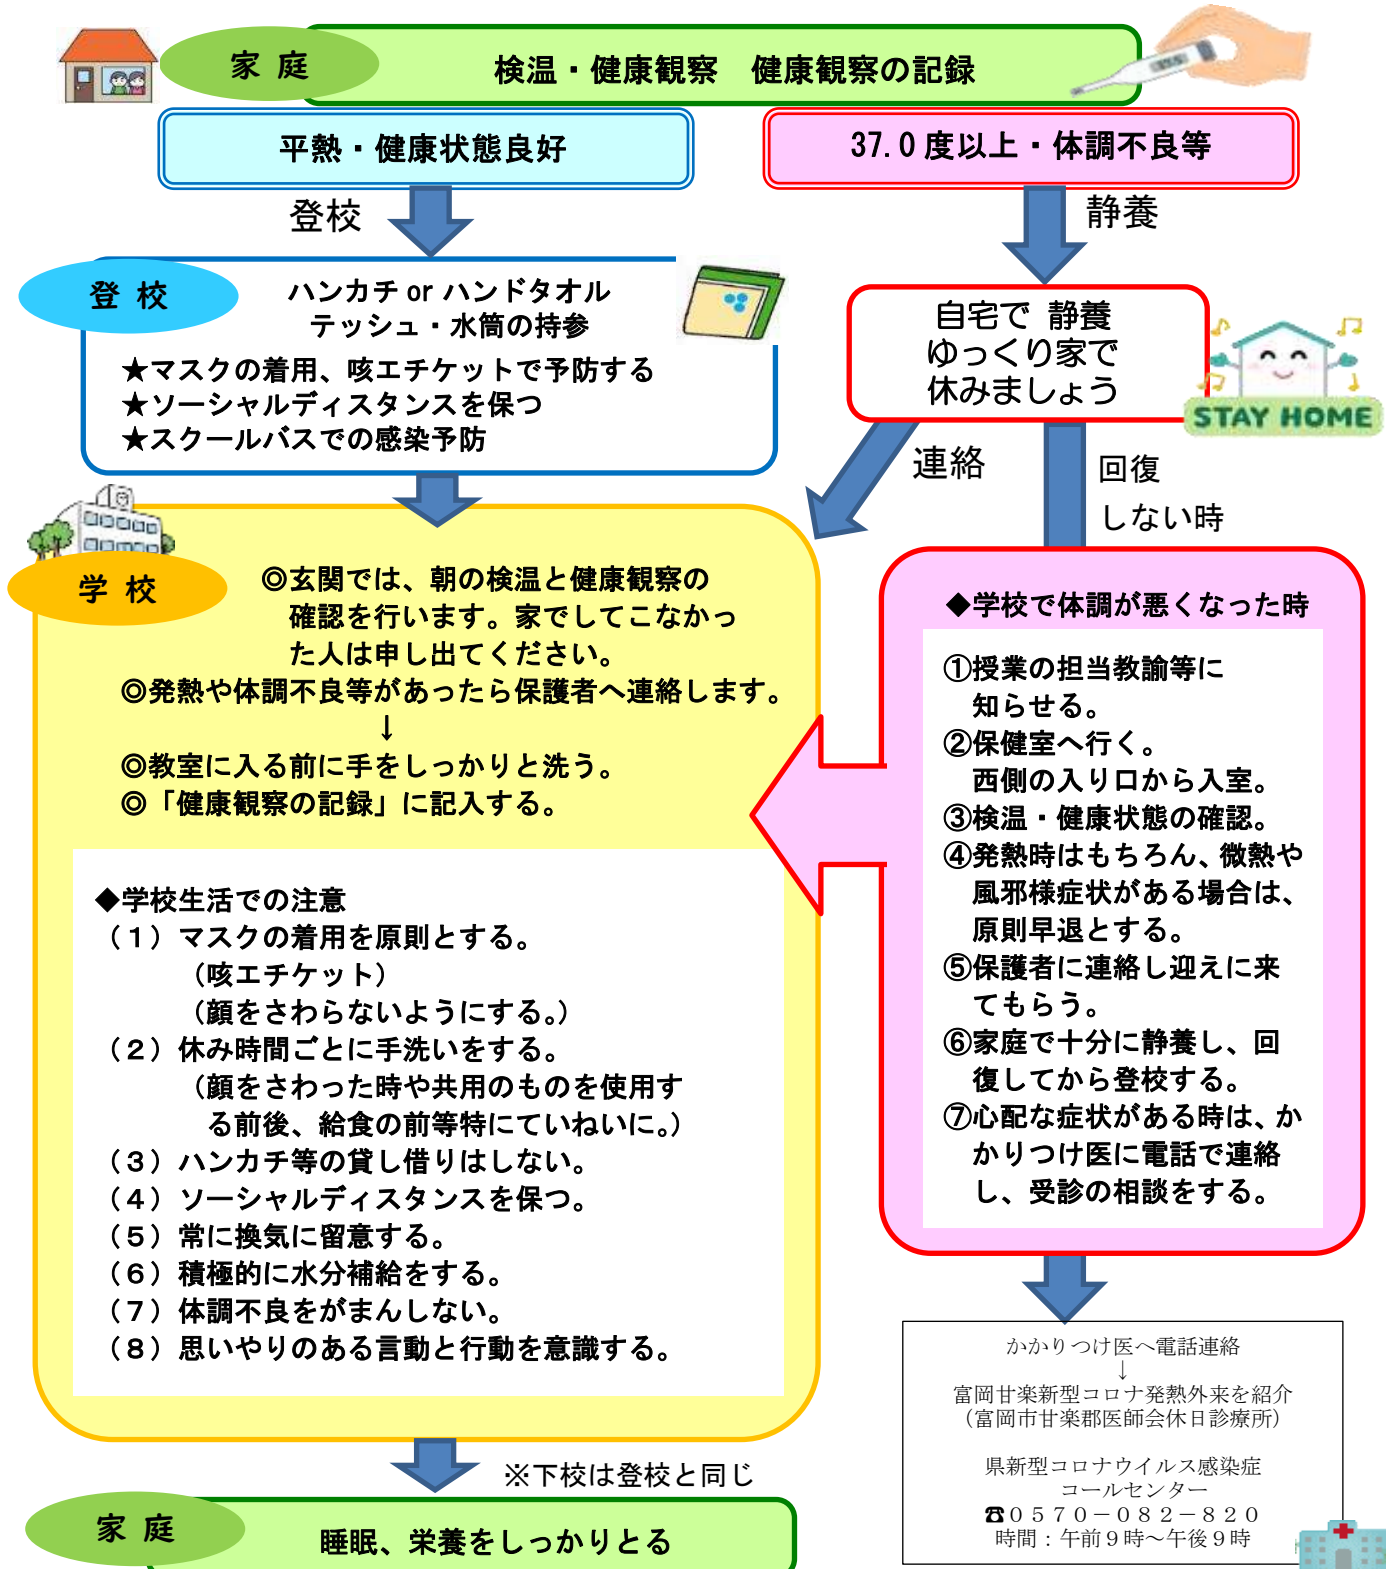 家庭
検温・健康観察　健康観察の記録
平熱・健康状態良好
37.0度以上・体調不良等
登校
静養
登校
ハンカチ or ハンドタオル
テッシュ・水筒の持参
★マスクの着用、咳エチケットで予防する
★ソーシャルディスタンスを保つ
★スクールバスでの感染予防
自宅で 静養
ゆっくり家で
休みましょう
STAY HOME
連絡
回復
しない時
学校
◎玄関では、朝の検温と健康観察の
確認を行います。家でしてこなかっ
た人は申し出てください。
◎発熱や体調不良等があったら保護者へ連絡します。
↓
◎教室に入る前に手をしっかりと洗う。
◎「健康観察の記録」に記入する。
◆学校生活での注意
（１）マスクの着用を原則とする。
（咳エチケット）
（顔をさわらないようにする。）
（２）休み時間ごとに手洗いをする。
（顔をさわった時や共用のものを使用す
る前後、給食の前等特にていねいに。）
（３）ハンカチ等の貸し借りはしない。
（４）ソーシャルディスタンスを保つ。
（５）常に換気に留意する。
（６）積極的に水分補給をする。
（７）体調不良をがまんしない。
（８）思いやりのある言動と行動を意識する。
◆学校で体調が悪くなった時
①授業の担当教諭等に
知らせる。
②保健室へ行く。
西側の入り口から入室。
③検温・健康状態の確認。
④発熱時はもちろん、微熱や
風邪様症状がある場合は、
原則早退とする。
⑤保護者に連絡し迎えに来
てもらう。
⑥家庭で十分に静養し、回
復してから登校する。
⑦心配な症状がある時は、か
かりつけ医に電話で連絡
し、受診の相談をする。
かかりつけ医へ電話連絡
↓
富岡甘楽新型コロナ発熱外来を紹介
（富岡市甘楽郡医師会休日診療所）
県新型コロナウイルス感染症
コールセンター
☎０５７０－０８２－８２０
時間：午前９時～午後９時
※下校は登校と同じ
家庭
睡眠、栄養をしっかりとる